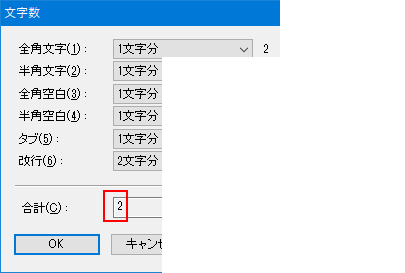 文字数
全角文字(1): 1文字分 2
半角文字(2): 1文字分
全角空白(3): 1文字分
半角空白(4): 1文字分
タブ(5): 1文字分
改行(6): 2文字分
合計(C): 2
OK キャンセ